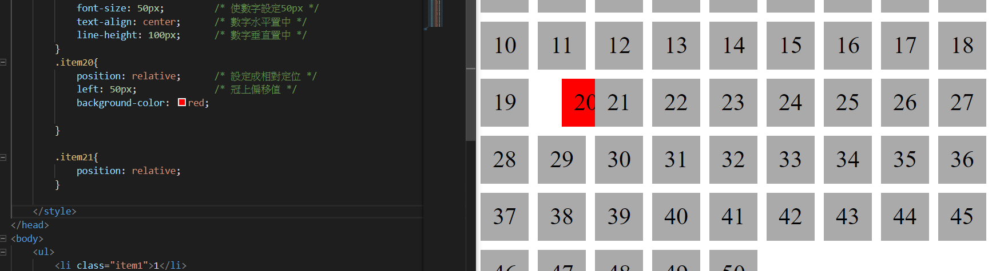 font-size: 50px; /* 使數字設定50px */
text-align: center; /* 數字水平置中 */
line-height: 100px; /* 數字垂直置中 */
}
.item20{
position: relative; /* 設定成相對定位 */
left: 50px; /* 冠上偏移值 */
background-color: red;
}
.item21{
position: relative;
}
</style>
</head>
<body>
<ul>
<li class="item1">1</li>
10 11 12 13 14 15 16 17 18
19 20 21 22 23 24 25 26 27
28 29 30 31 32 33 34 35 36
37 38 39 40 41 42 43 44 45
46 47 48 49 50